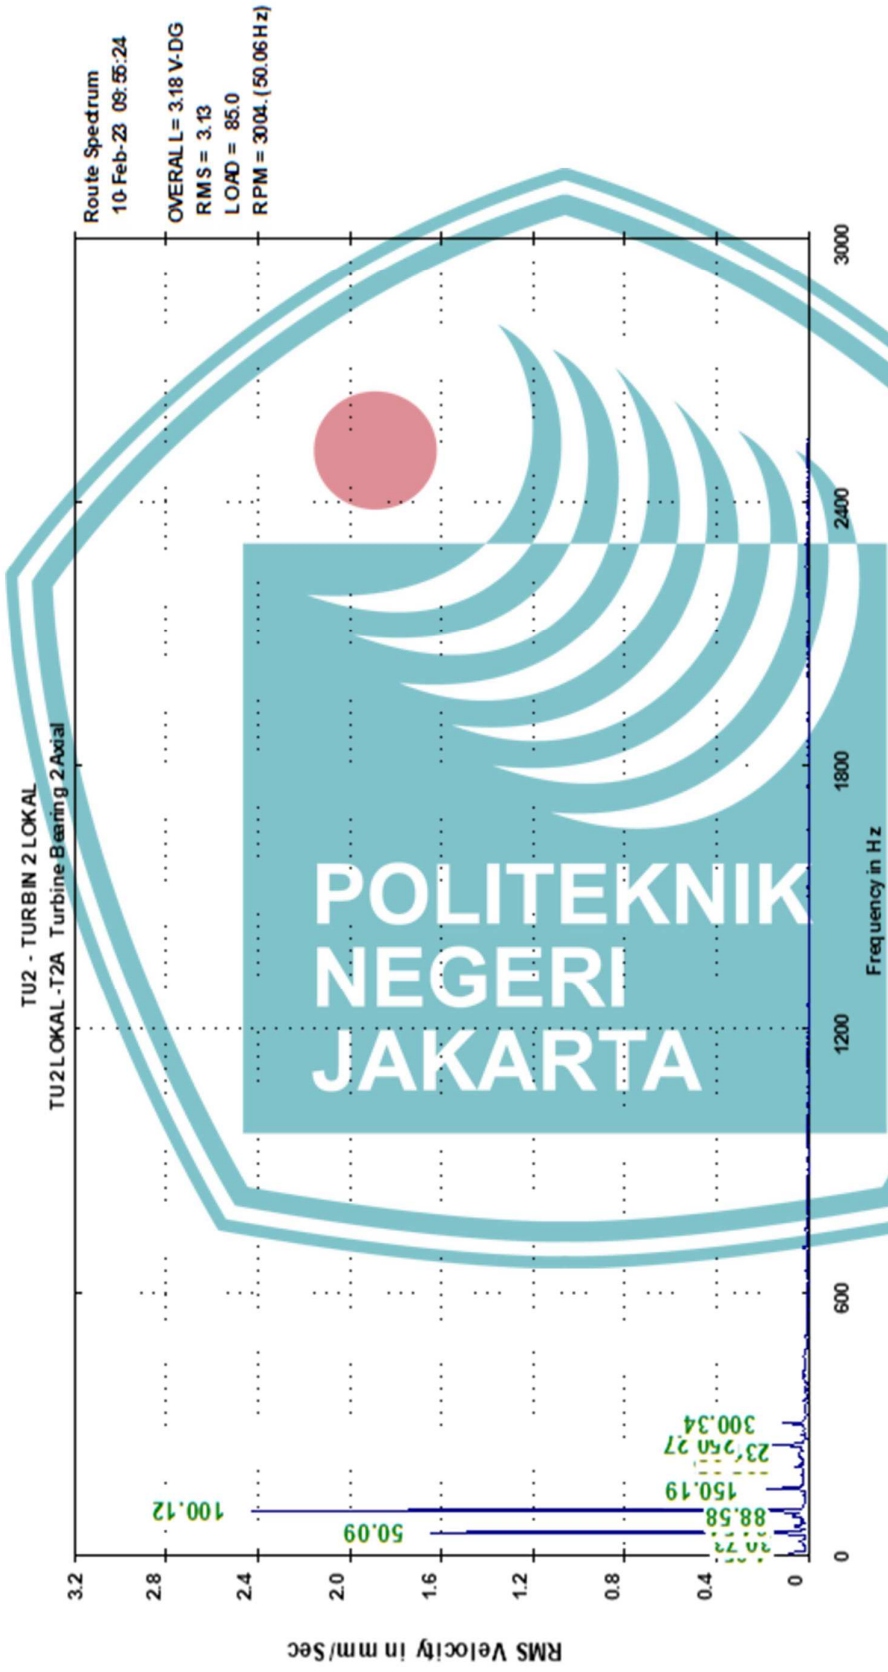 TU2 - TURBIN 2 LOKAL
TU2 LOKAL -T2A Turbine Bearing 2 Axial
Route Spectrum
10-Feb-23 09:55:24
OVERALL= 3.18 V-DG
RMS = 3.13
LOAD = 85.0
RPM = 3004. (50.06 Hz)
RMS Velocity in mm/Sec
3.2
2.8
2.4
2.0
1.6
1.2
0.8
0.4
0
100.12
50.09
88.58
150.19
300.34
POLITEKNIK
NEGERI
JAKARTA
0
600
1200
1800
2400
3000
Frequency in Hz